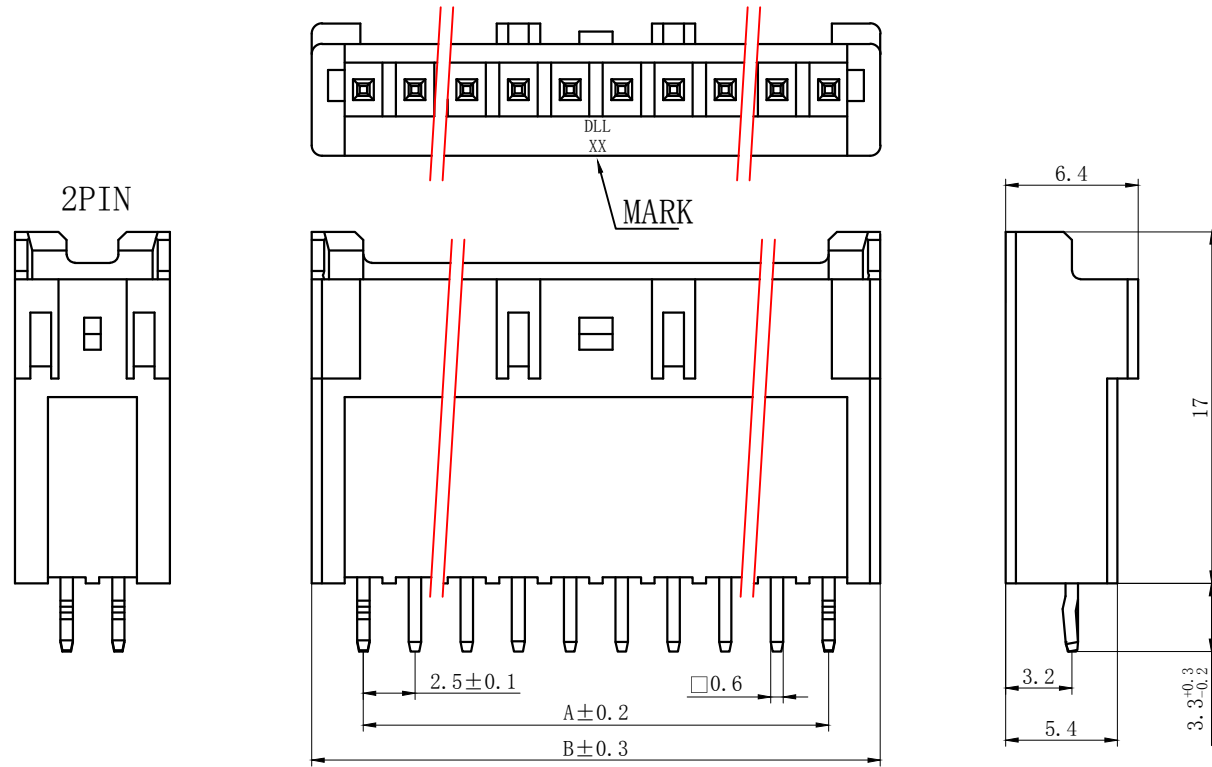 DLL
XX
MARK
2PIN
6.4
17
2.5±0.1
□0.6
A±0.2
B±0.3
3.2
5.4
3.3+0.3
-0.2